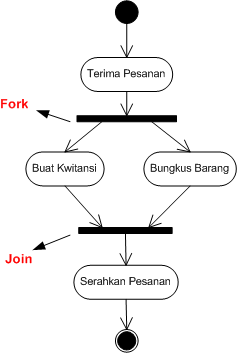 Terima Pesanan
Fork
Buat Kwitansi
Bungkus Barang
Join
Serahkan Pesanan